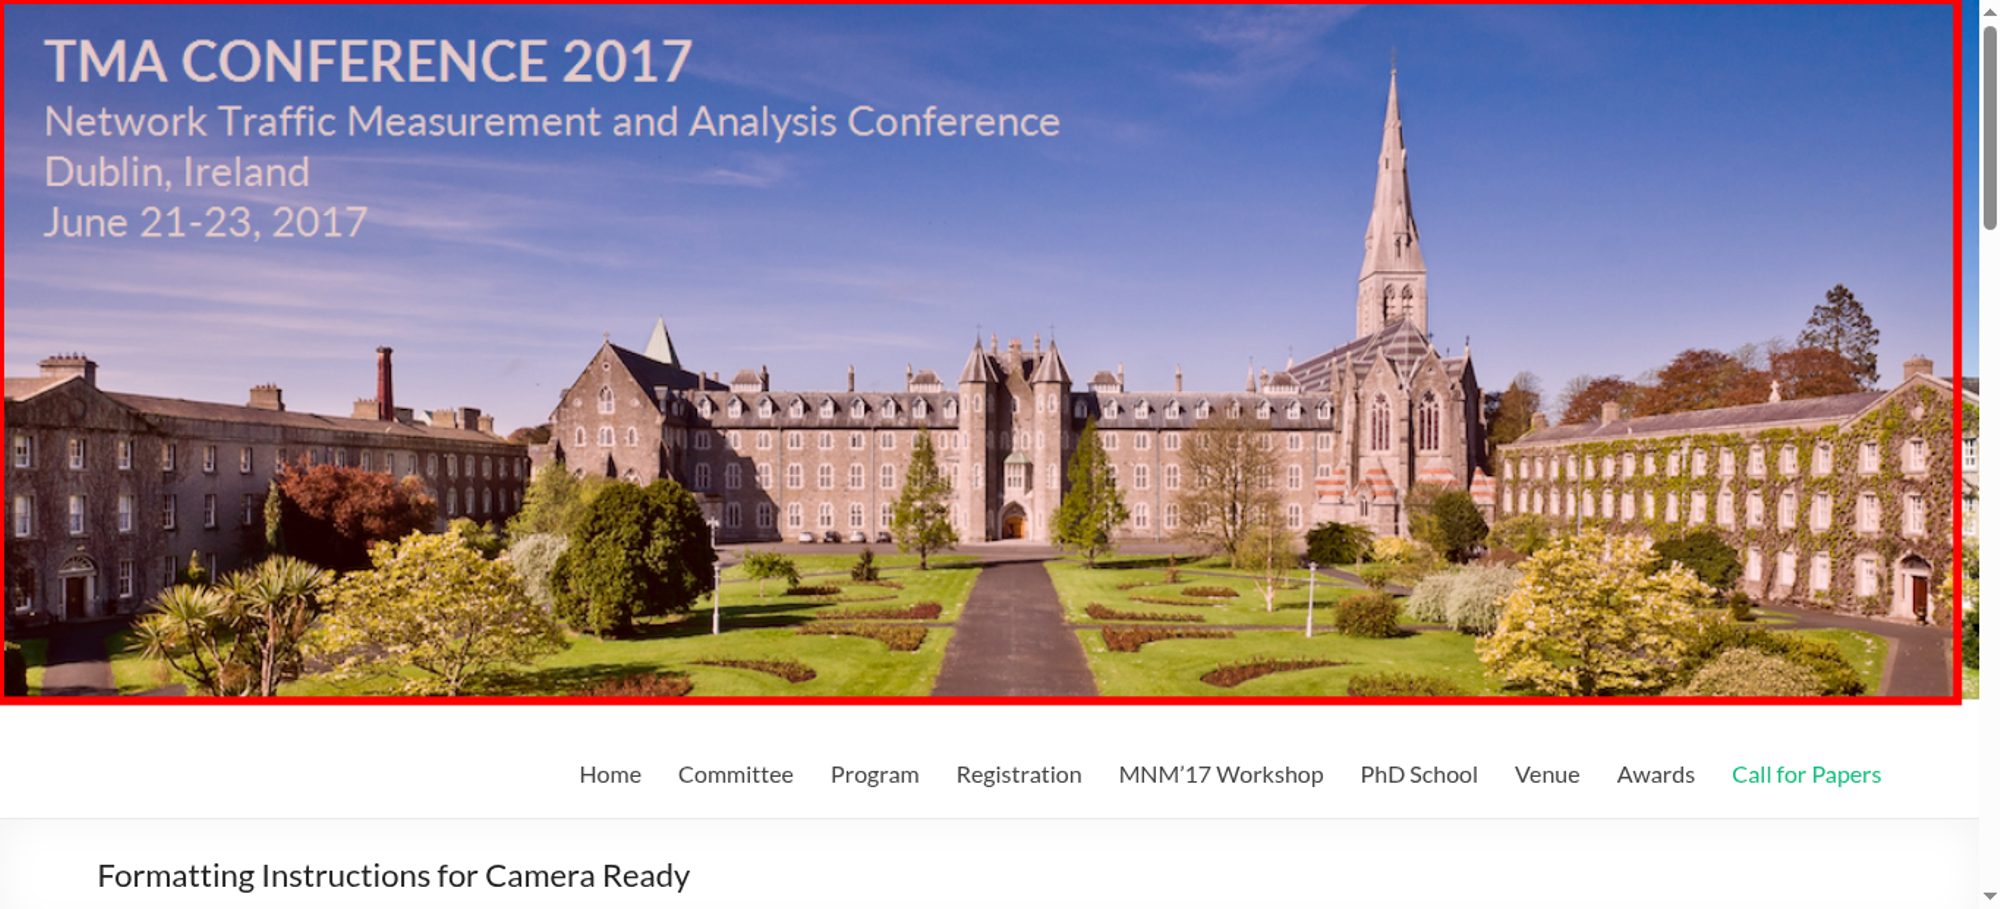 TMA CONFERENCE 2017
Network Traffic Measurement and Analysis Conference
Dublin, Ireland
June 21-23, 2017
Home Committee Program Registration MNM’17 Workshop PhD School Venue Awards Call for Papers
Formatting Instructions for Camera Ready